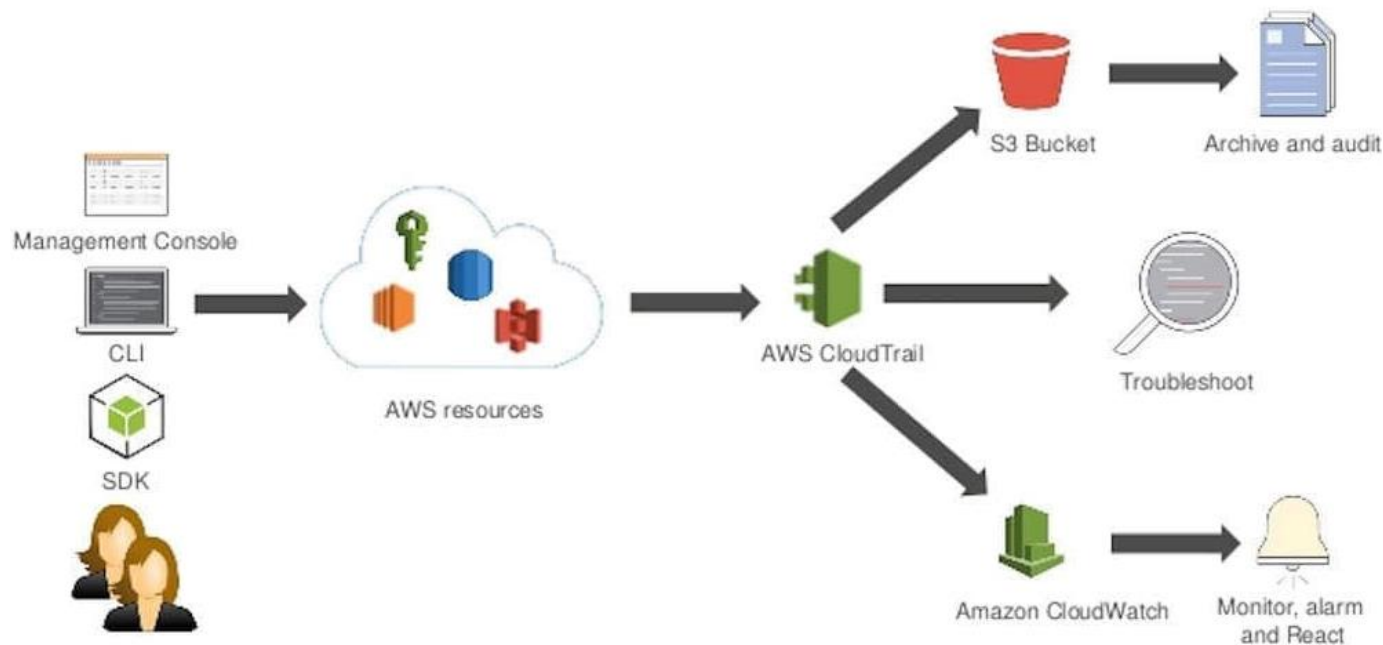 Management Console
CLI
SDK
AWS resources
AWS CloudTrail
S3 Bucket
Archive and audit
Troubleshoot
Amazon CloudWatch
Monitor, alarm
and React